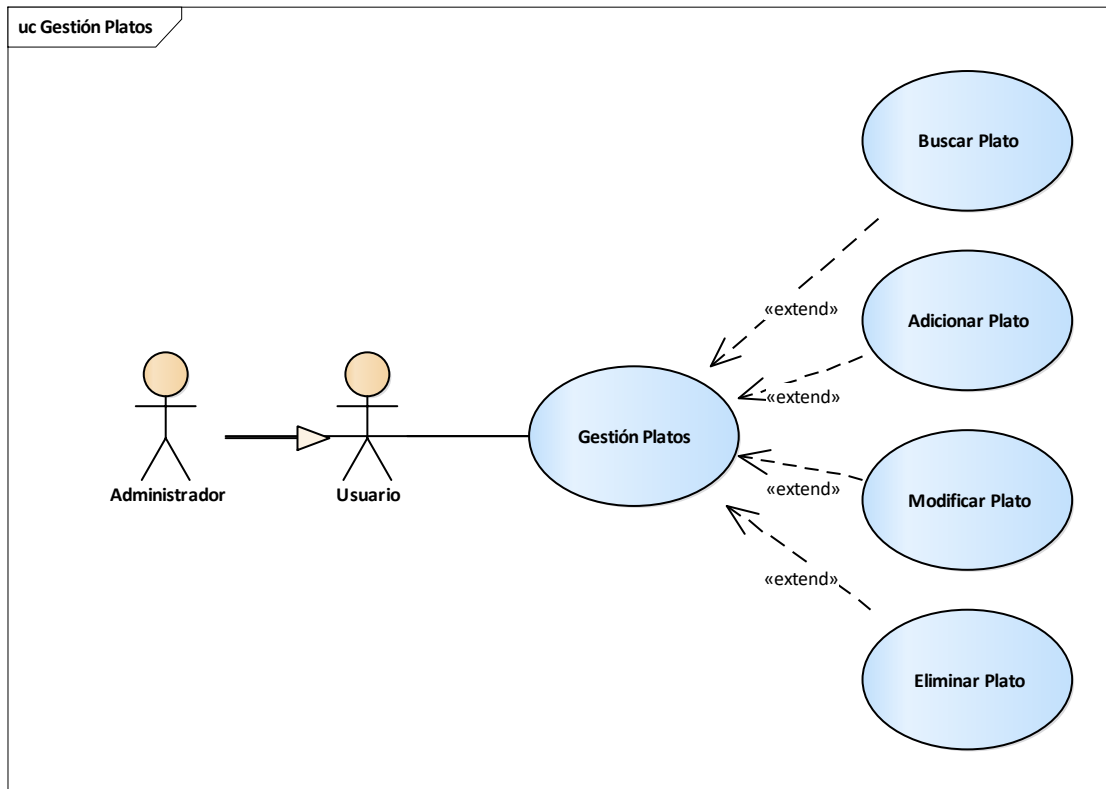 uc Gestión Platos
Buscar Plato
«extend»
Adicionar Plato
«extend»
Gestión Platos
Administrador
Usuario
«extend»
Modificar Plato
«extend»
Eliminar Plato